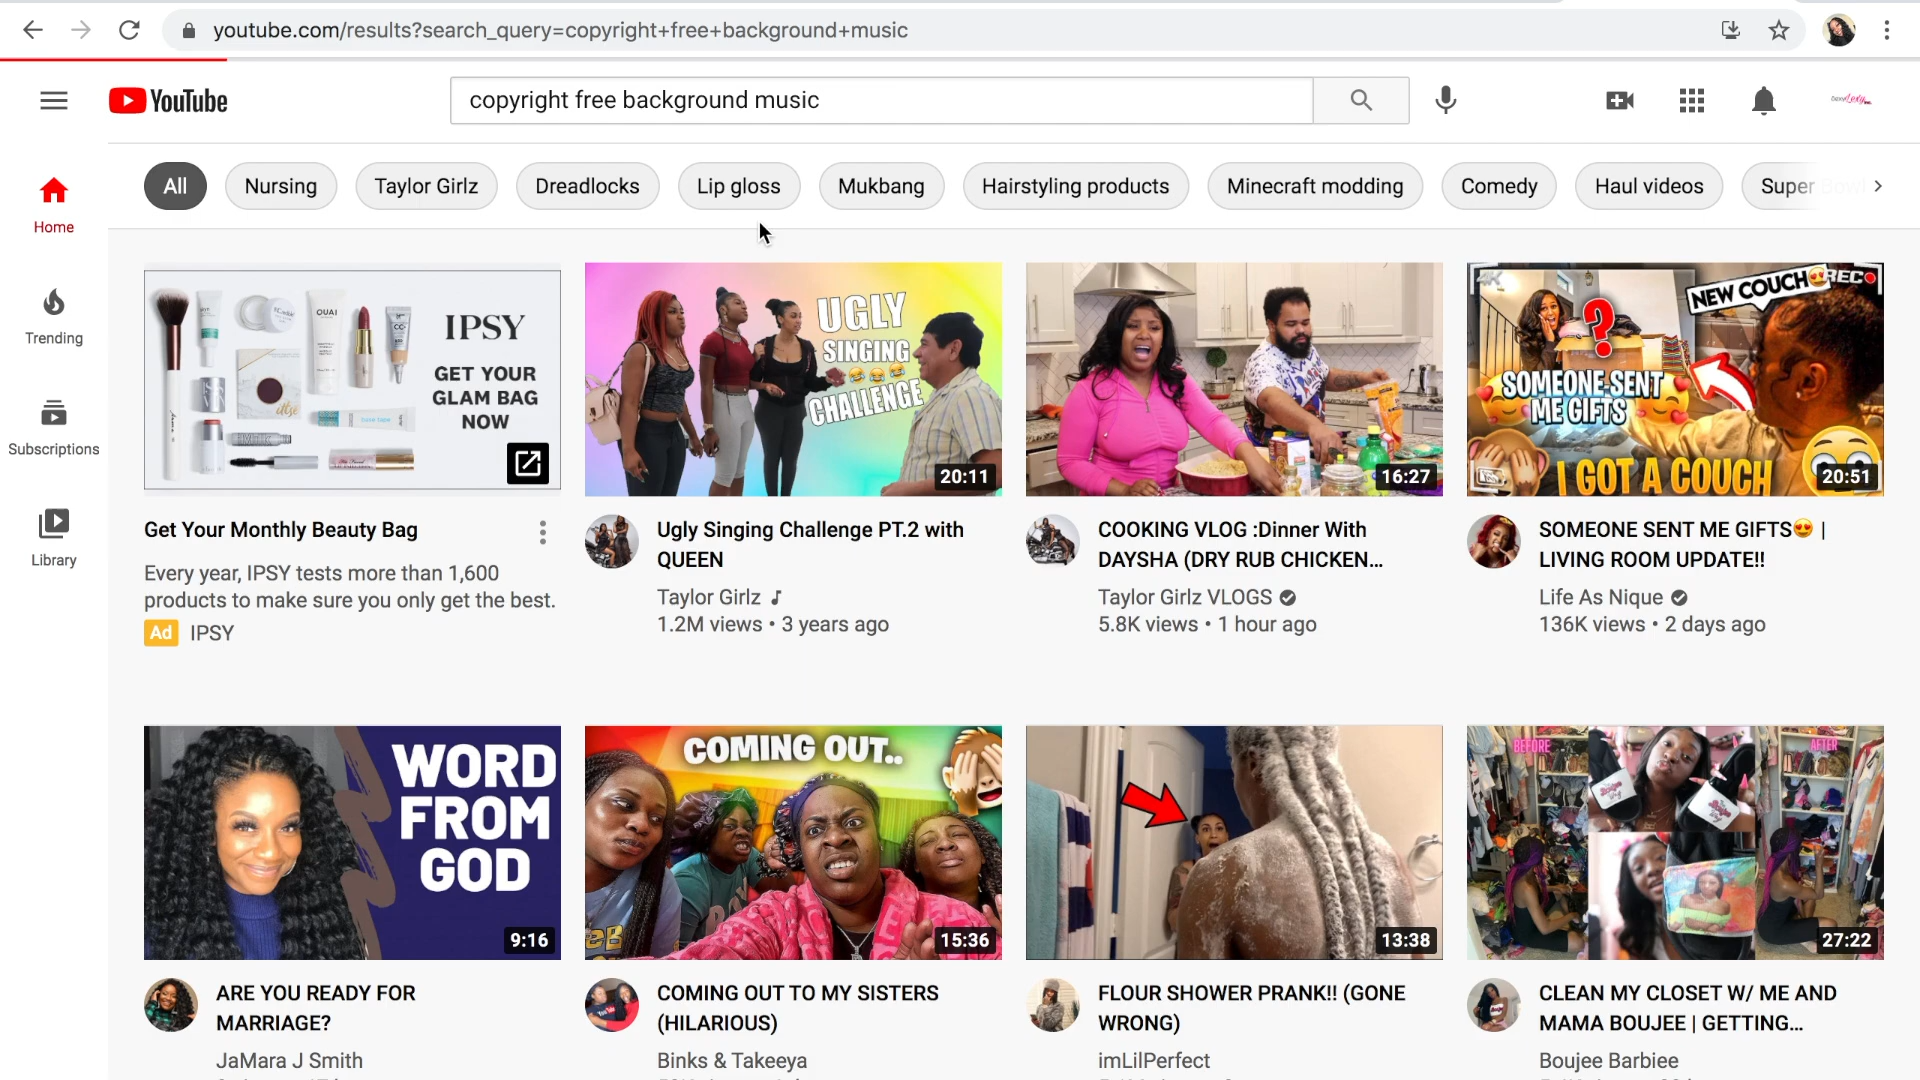 youtube.com/results?search_query=copyright+free+background+music
YouTube
copyright free background music
All
Nursing
Taylor Girlz
Dreadlocks
Lip gloss
Mukbang
Hairstyling products
Minecraft modding
Comedy
Haul videos
Super Bowl
Home
Trending
Subscriptions
Library
OUAI
CC+
IPSY
GET YOUR
GLAM BAG
NOW
UGLY
SINGING
CHALLENGE
20:11
16:27
4K
NEW COUCH
REC
?
SOMEONE SENT
ME GIFTS
I GOT A COUCH
20:51
Get Your Monthly Beauty Bag
Every year, IPSY tests more than 1,600
products to make sure you only get the best.
Ad IPSY
Ugly Singing Challenge PT.2 with
QUEEN
Taylor Girlz
1.2M views • 3 years ago
COOKING VLOG :Dinner With
DAYSHA (DRY RUB CHICKEN...
Taylor Girlz VLOGS
5.8K views • 1 hour ago
SOMEONE SENT ME GIFTS😍 |
LIVING ROOM UPDATE!!
Life As Nique
136K views • 2 days ago
WORD
FROM
GOD
9:16
COMING OUT..
15:36
13:38
BEFORE
AFTER
27:22
ARE YOU READY FOR
MARRIAGE?
JaMara J Smith
COMING OUT TO MY SISTERS
(HILARIOUS)
Binks & Takeeya
FLOUR SHOWER PRANK!! (GONE
WRONG)
imLilPerfect
CLEAN MY CLOSET W/ ME AND
MAMA BOUJEE | GETTING...
Boujee Barbiee